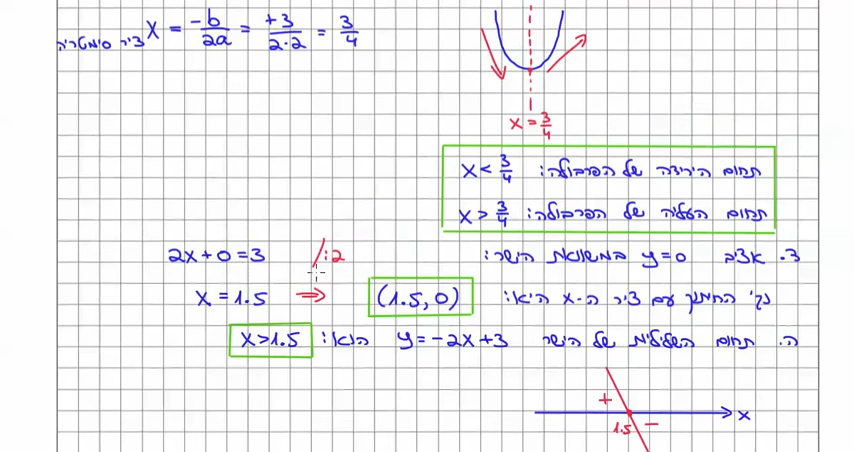 ציר סימטריה X = -b/2a = +3/2·2 = 3/4
x = 3/4
תחום הירידה של הפרבולה: x < 3/4
תחום העליה של הפרבולה: x > 3/4
ד. נציב y=0 במשוואת הישר:
2x+0=3 /:2
נק' החיתוך עם ציר ה-x היא: (1.5, 0) ⇐ x = 1.5
ה. תחום השליליות של הישר y=-2x+3 הוא: x>1.5
+
x
1.5 −